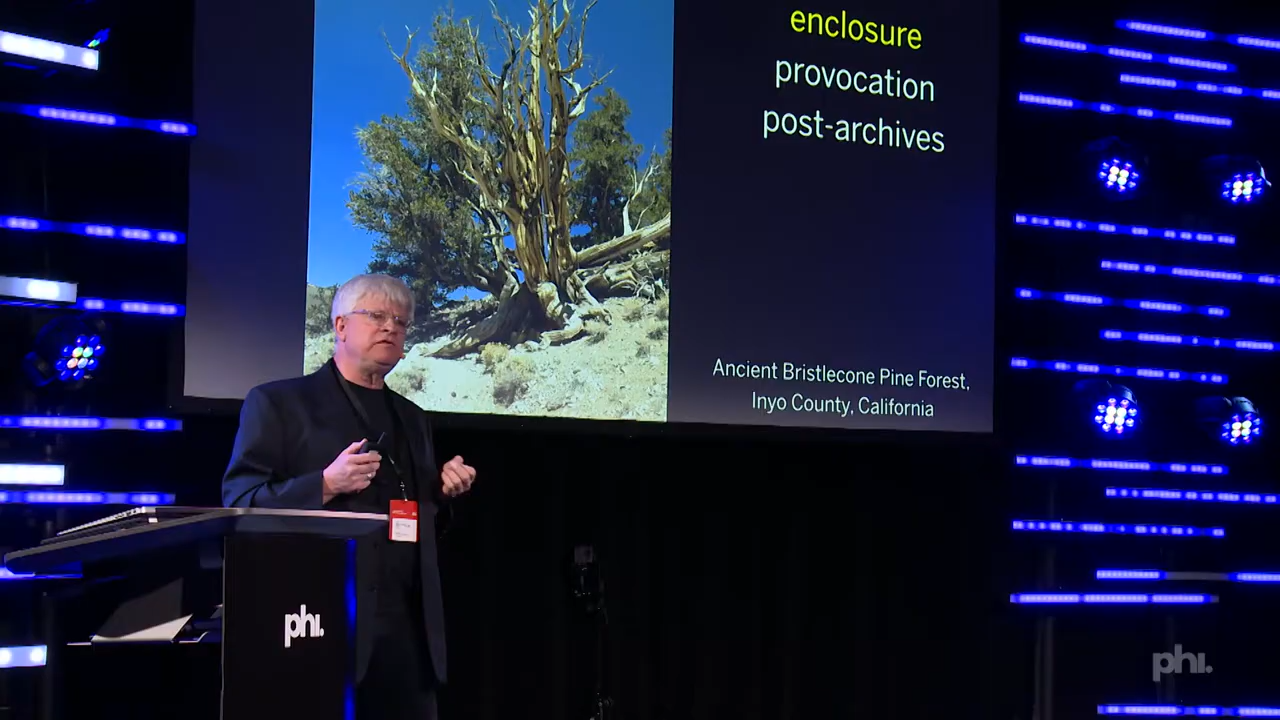 enclosure
provocation
post-archives
Ancient Bristlecone Pine Forest,
Inyo County, California
phi.
phi.